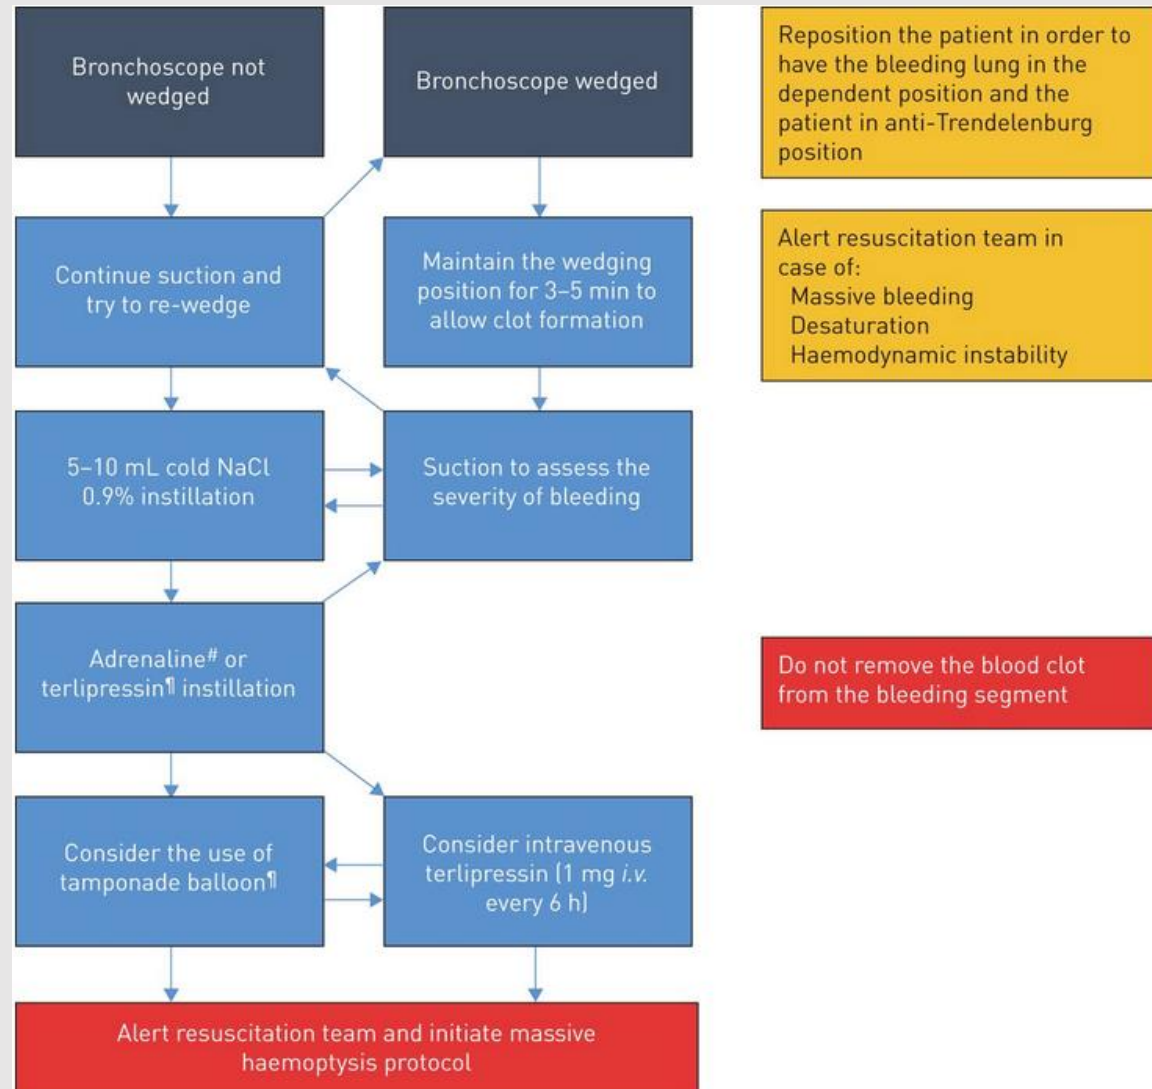 Bronchoscope not
wedged
Bronchoscope wedged
Reposition the patient in order to
have the bleeding lung in the
dependent position and the
patient in anti-Trendelenburg
position
Continue suction and
try to re-wedge
Maintain the wedging
position for 3–5 min to
allow clot formation
Alert resuscitation team in
case of:
Massive bleeding
Desaturation
Haemodynamic instability
5–10 mL cold NaCl
0.9% instillation
Suction to assess the
severity of bleeding
Adrenaline# or
terlipressin¶ instillation
Do not remove the blood clot
from the bleeding segment
Consider the use of
tamponade balloon¶
Consider intravenous
terlipressin (1 mg i.v.
every 6 h)
Alert resuscitation team and initiate massive
haemoptysis protocol